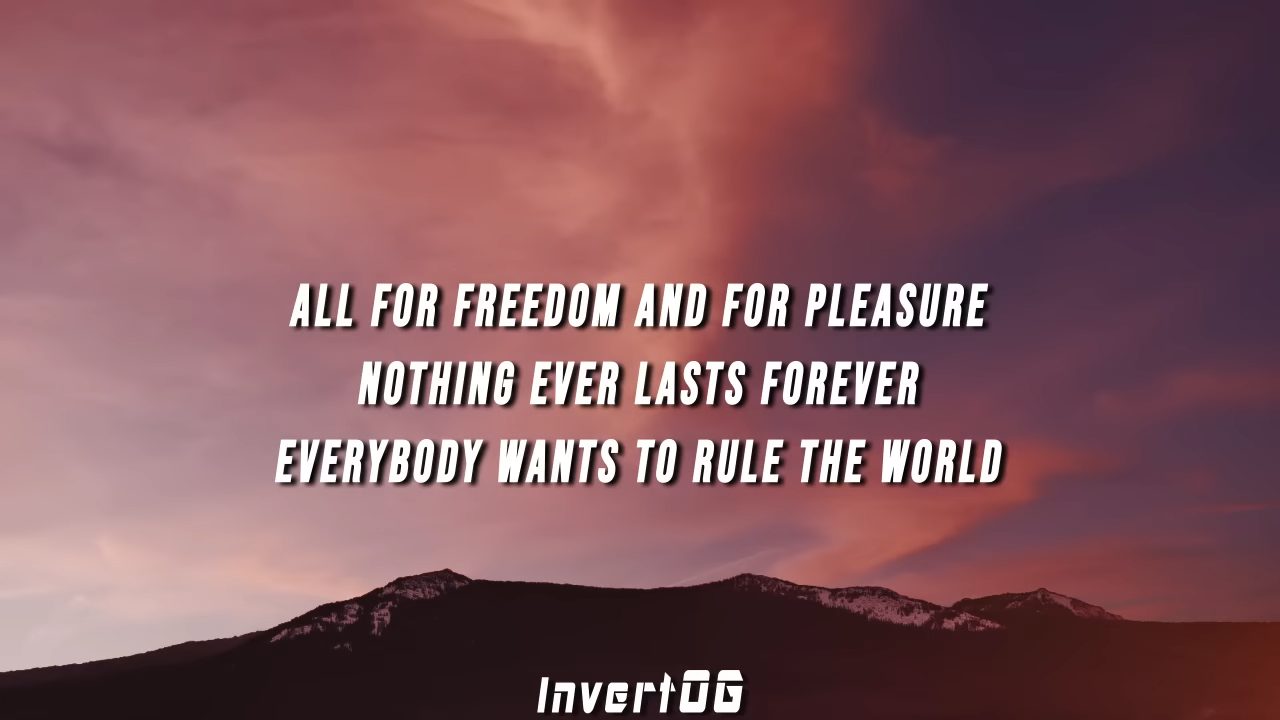 ALL FOR FREEDOM AND FOR PLEASURE
NOTHING EVER LASTS FOREVER
EVERYBODY WANTS TO RULE THE WORLD
InvertOG